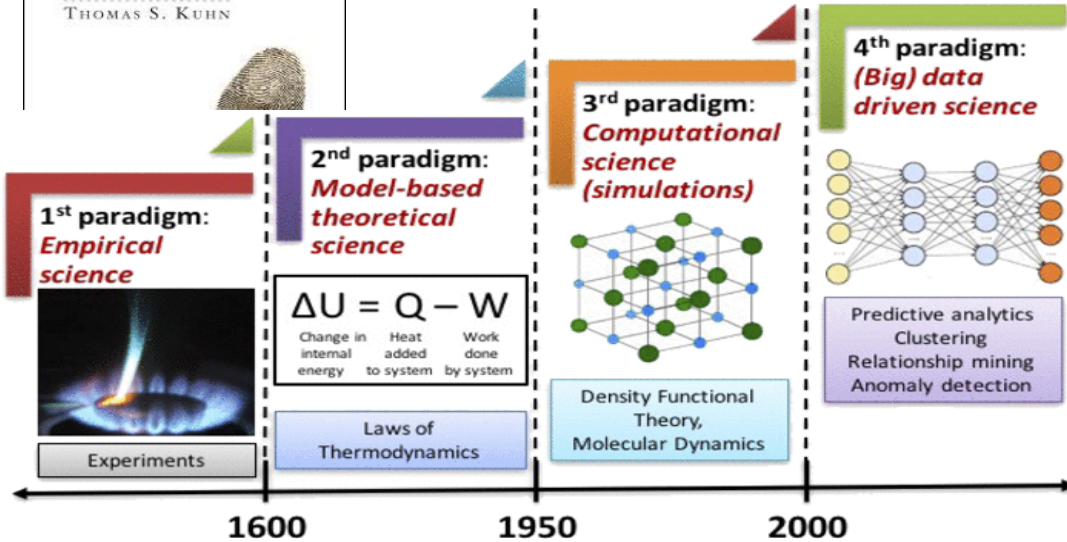 THOMAS S. KUHN
1st paradigm:
Empirical
science
Experiments
2nd paradigm:
Model-based
theoretical
science
ΔU = Q – W
Change in internal energy
Heat added to system
Work done by system
Laws of
Thermodynamics
3rd paradigm:
Computational
science
(simulations)
Density Functional
Theory,
Molecular Dynamics
4th paradigm:
(Big) data
driven science
Predictive analytics
Clustering
Relationship mining
Anomaly detection
1600
1950
2000